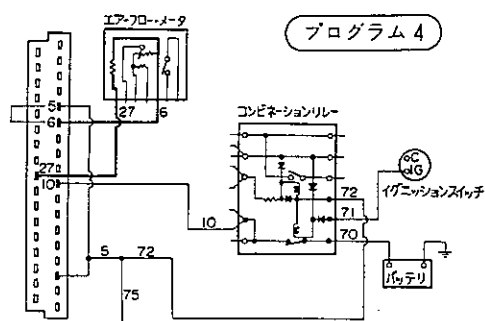 エアーフローメータ
プログラム 4
27
6
5
6
27
10
コンビネーションリレー
C
IG
イグニッションスイッチ
72
71
10
70
5
72
バッテリ
75